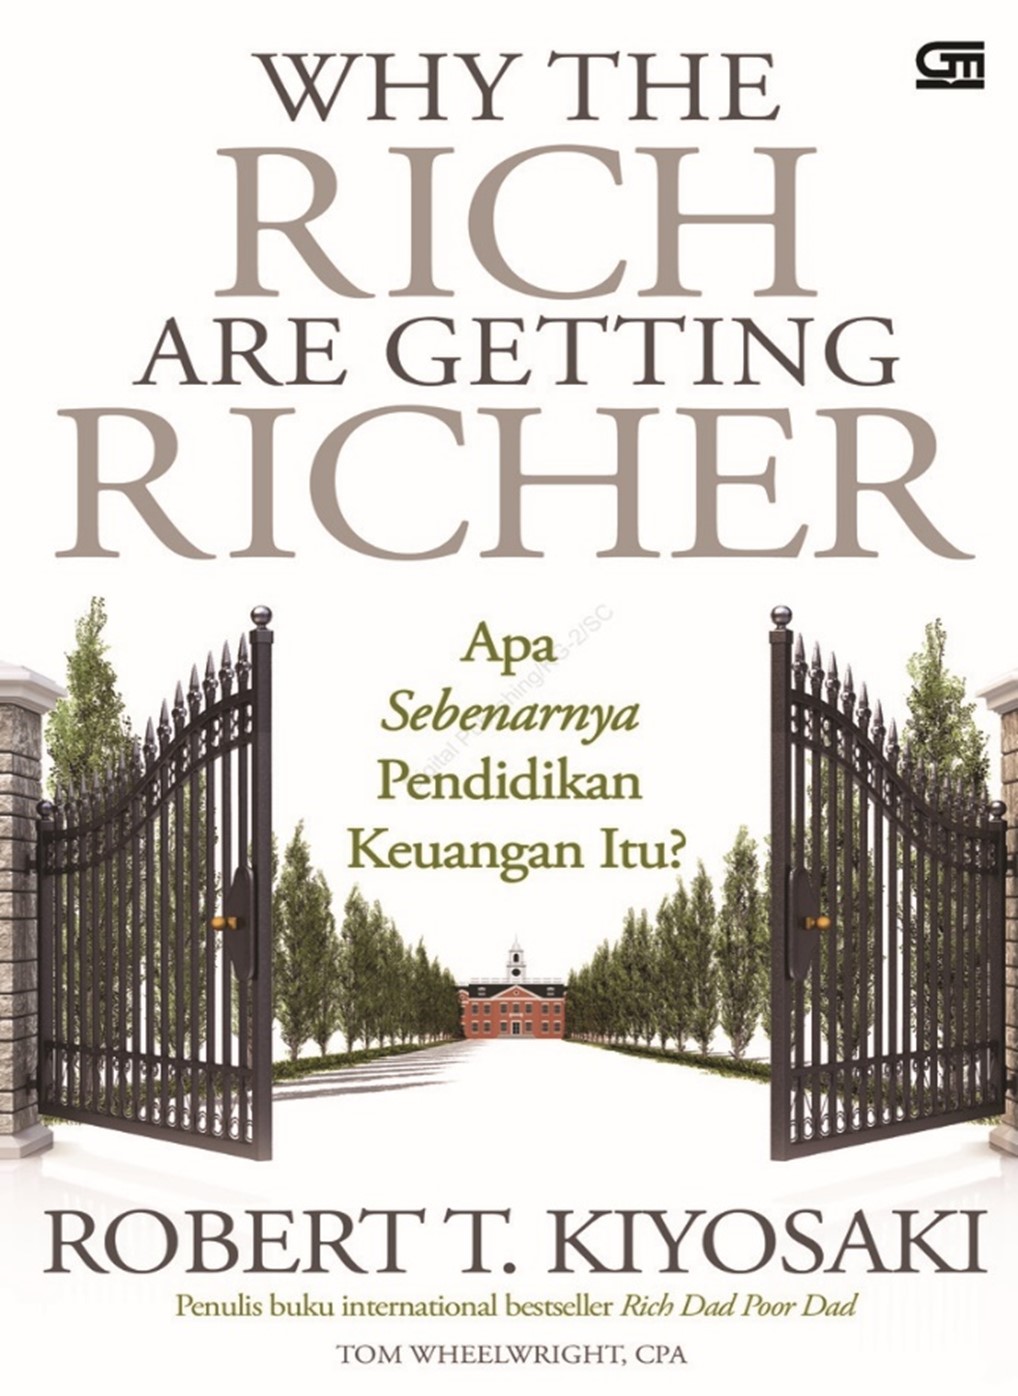 WHY THE
GM
RICH
ARE GETTING
RICHER
Apa
Sebenarnya
Pendidikan
Keuangan Itu?
ROBERT T. KIYOSAKI
Penulis buku international bestseller Rich Dad Poor Dad
TOM WHEELWRIGHT, CPA